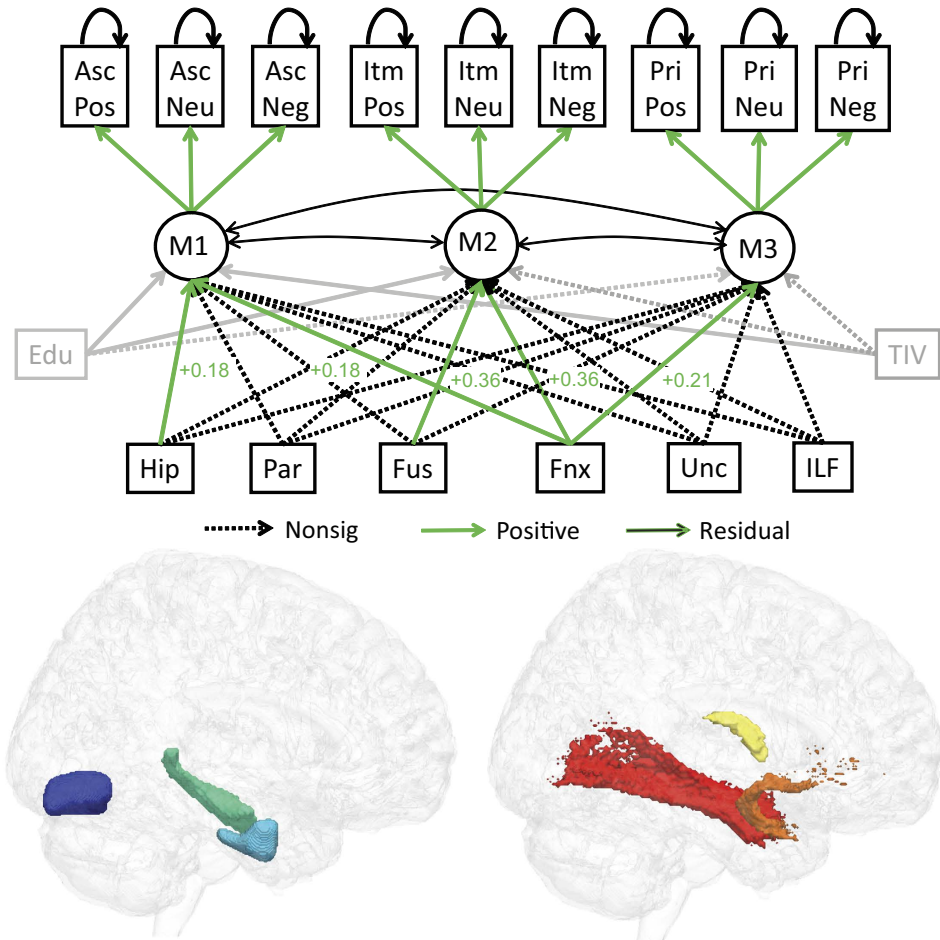 Asc Asc Asc Itm Itm Itm Pri Pri Pri
Pos Neu Neg Pos Neu Neg Pos Neu Neg
M1 M2 M3
Edu TIV
+0.18 +0.18 +0.36 +0.36 +0.21
Hip Par Fus Fnx Unc ILF
Nonsig Positive Residual